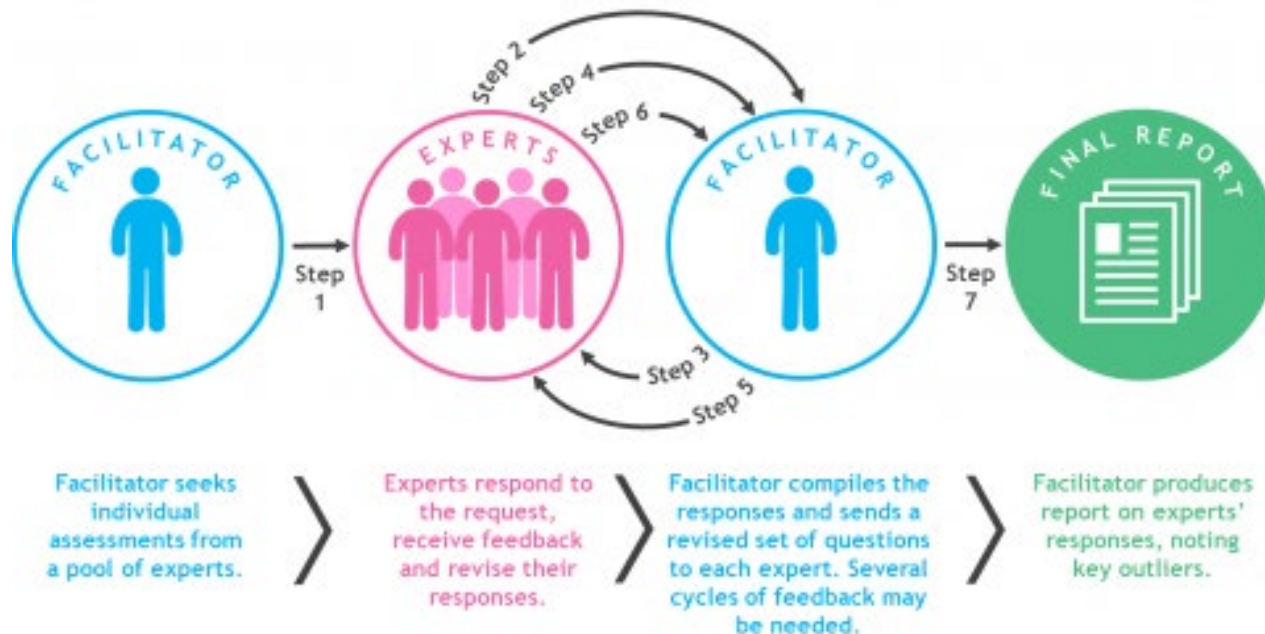 FACILITATOR
EXPERTS
FACILITATOR
FINAL REPORT
Step 2
Step 4
Step 6
Step
1
Step 3
Step 5
Step
7
Facilitator seeks
individual
assessments from
a pool of experts.
Experts respond to
the request,
receive feedback
and revise their
responses.
Facilitator compiles the
responses and sends a
revised set of questions
to each expert. Several
cycles of feedback may
be needed.
Facilitator produces
report on experts’
responses, noting
key outliers.